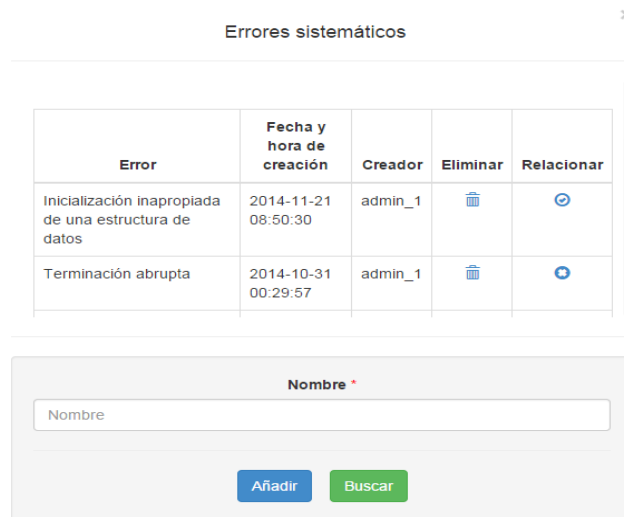 Errores sistemáticos
Error
Fecha y
hora de
creación
Creador
Eliminar
Relacionar
Inicialización inapropiada
de una estructura de
datos
2014-11-21
08:50:30
admin_1
Terminación abrupta
2014-10-31
00:29:57
admin_1
Nombre *
Nombre
Añadir
Buscar